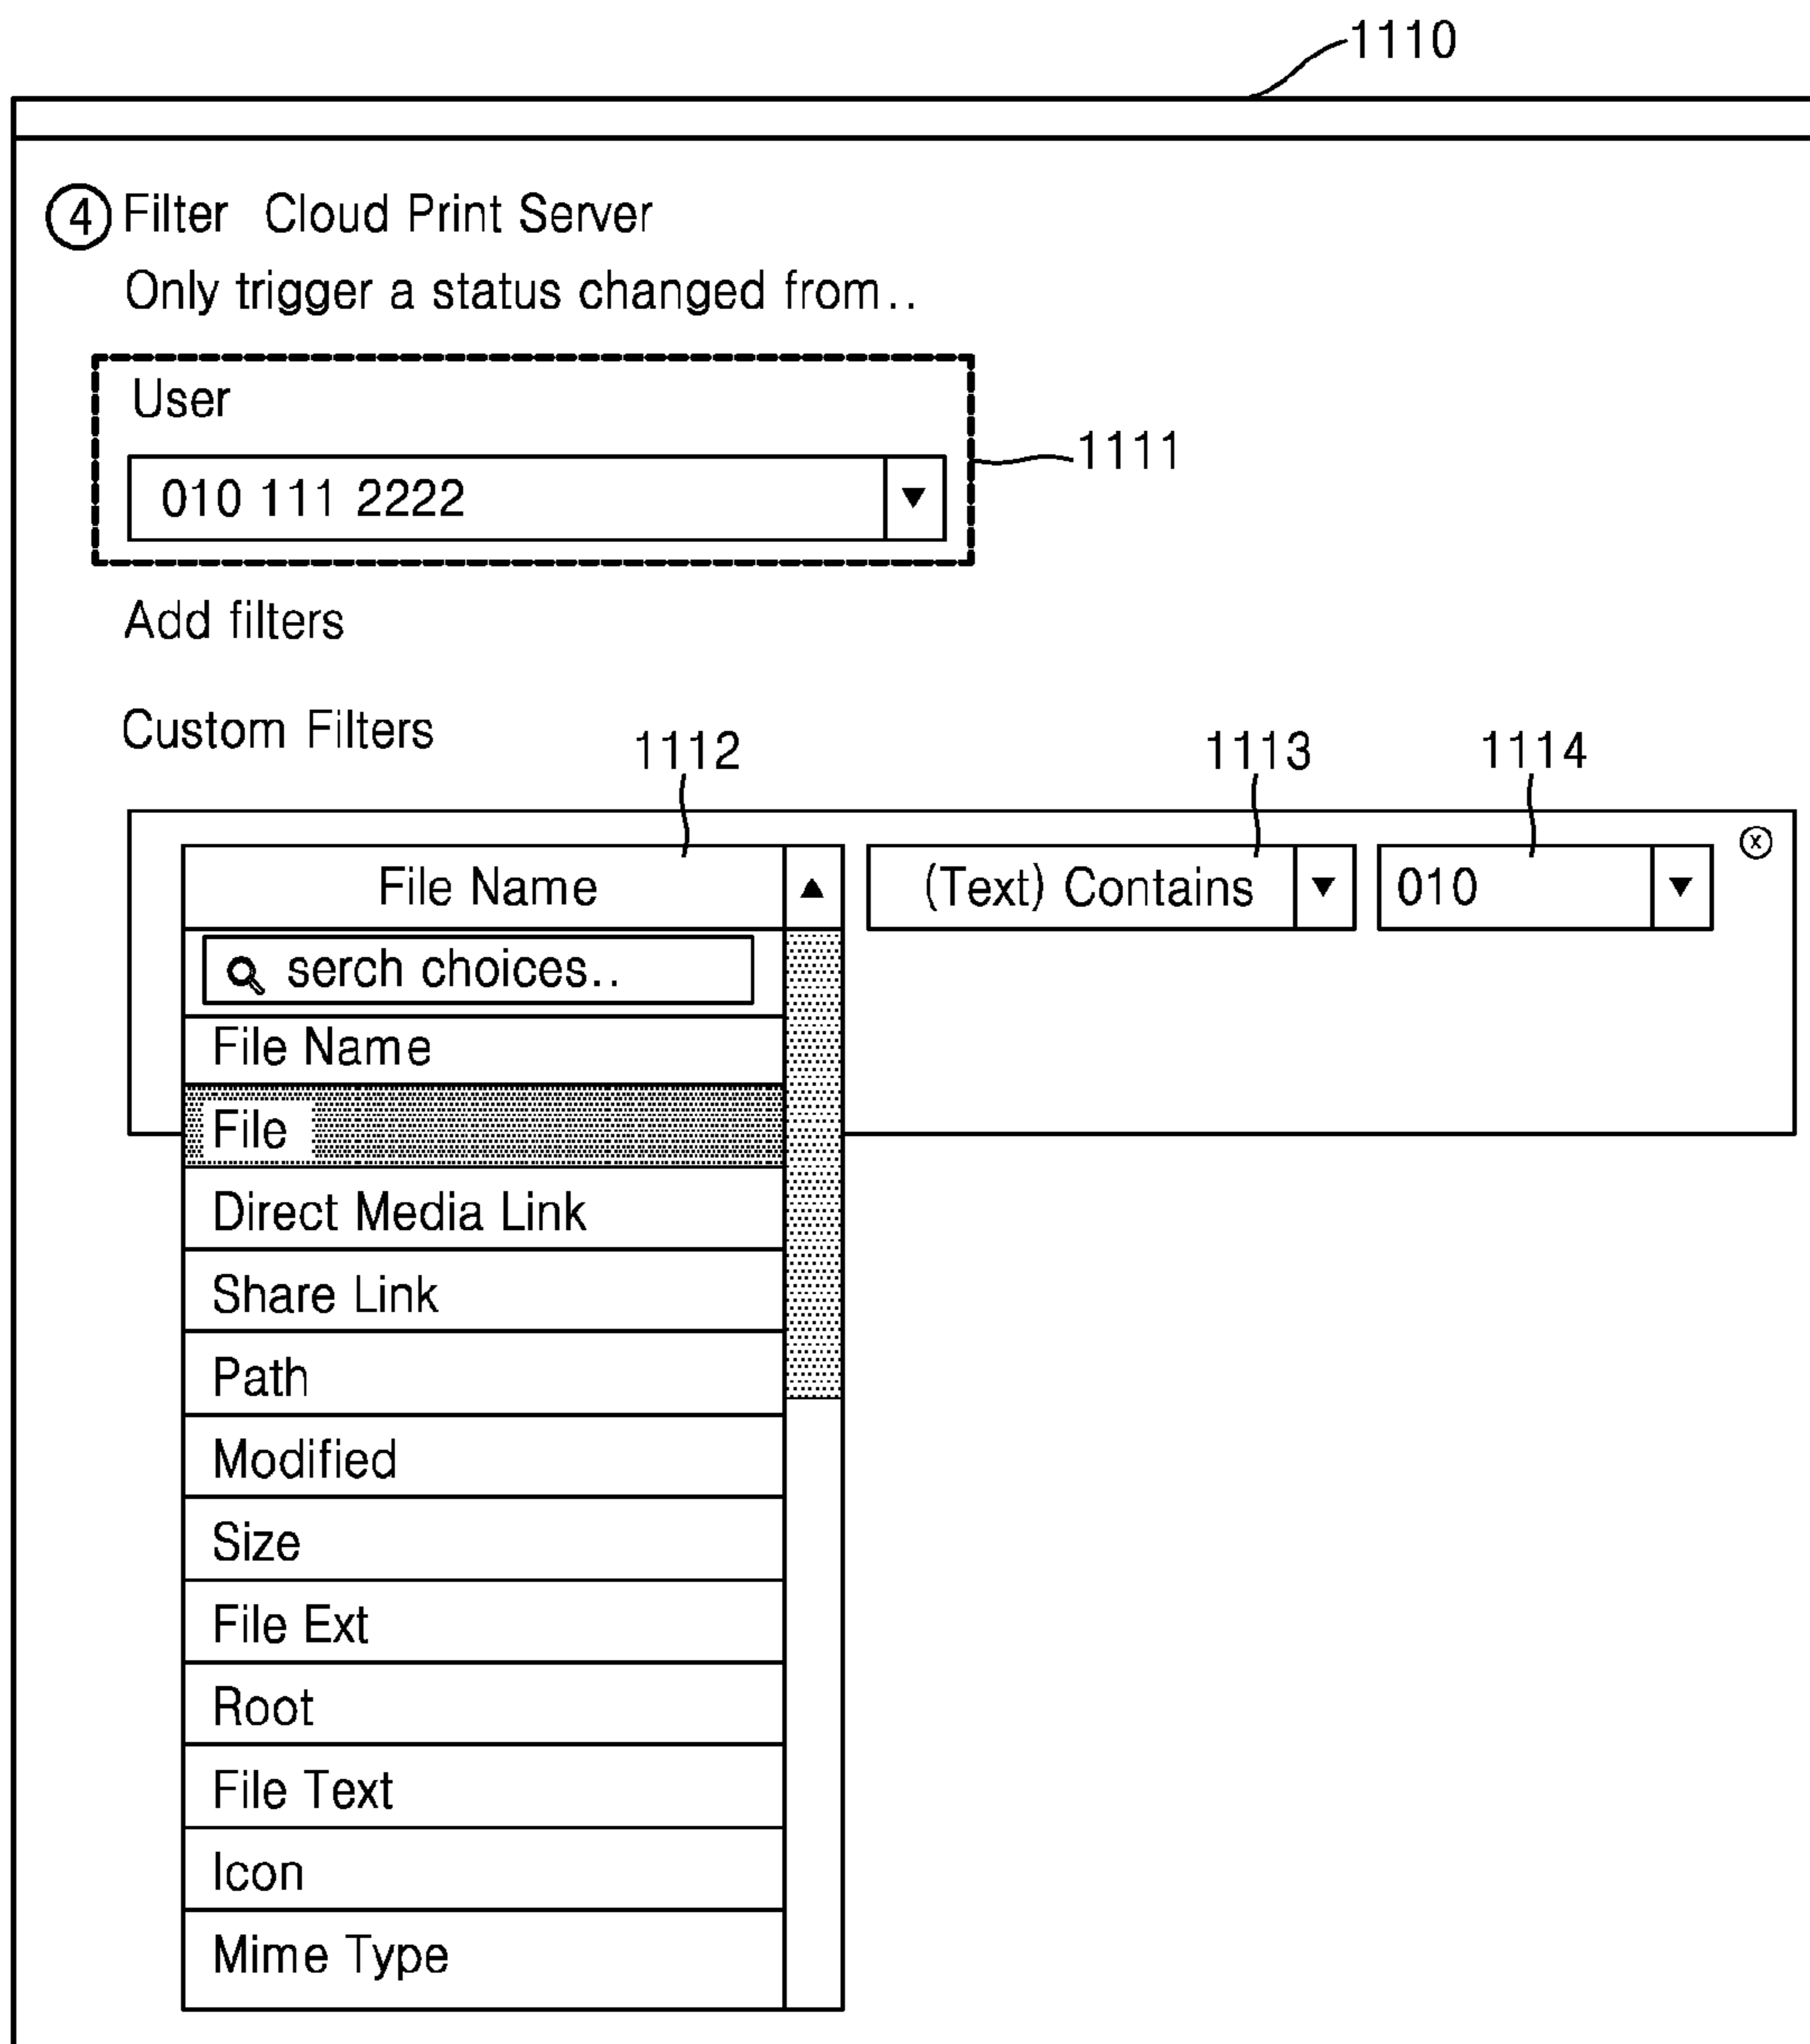 1110
④ Filter Cloud Print Server
Only trigger a status changed from..
User
010 111 2222 ▼
1111
Add filters
Custom Filters
1112 1113 1114
File Name ▲ (Text) Contains ▼ 010 ▼ ⓧ
serch choices..
File Name
File
Direct Media Link
Share Link
Path
Modified
Size
File Ext
Root
File Text
Icon
Mime Type